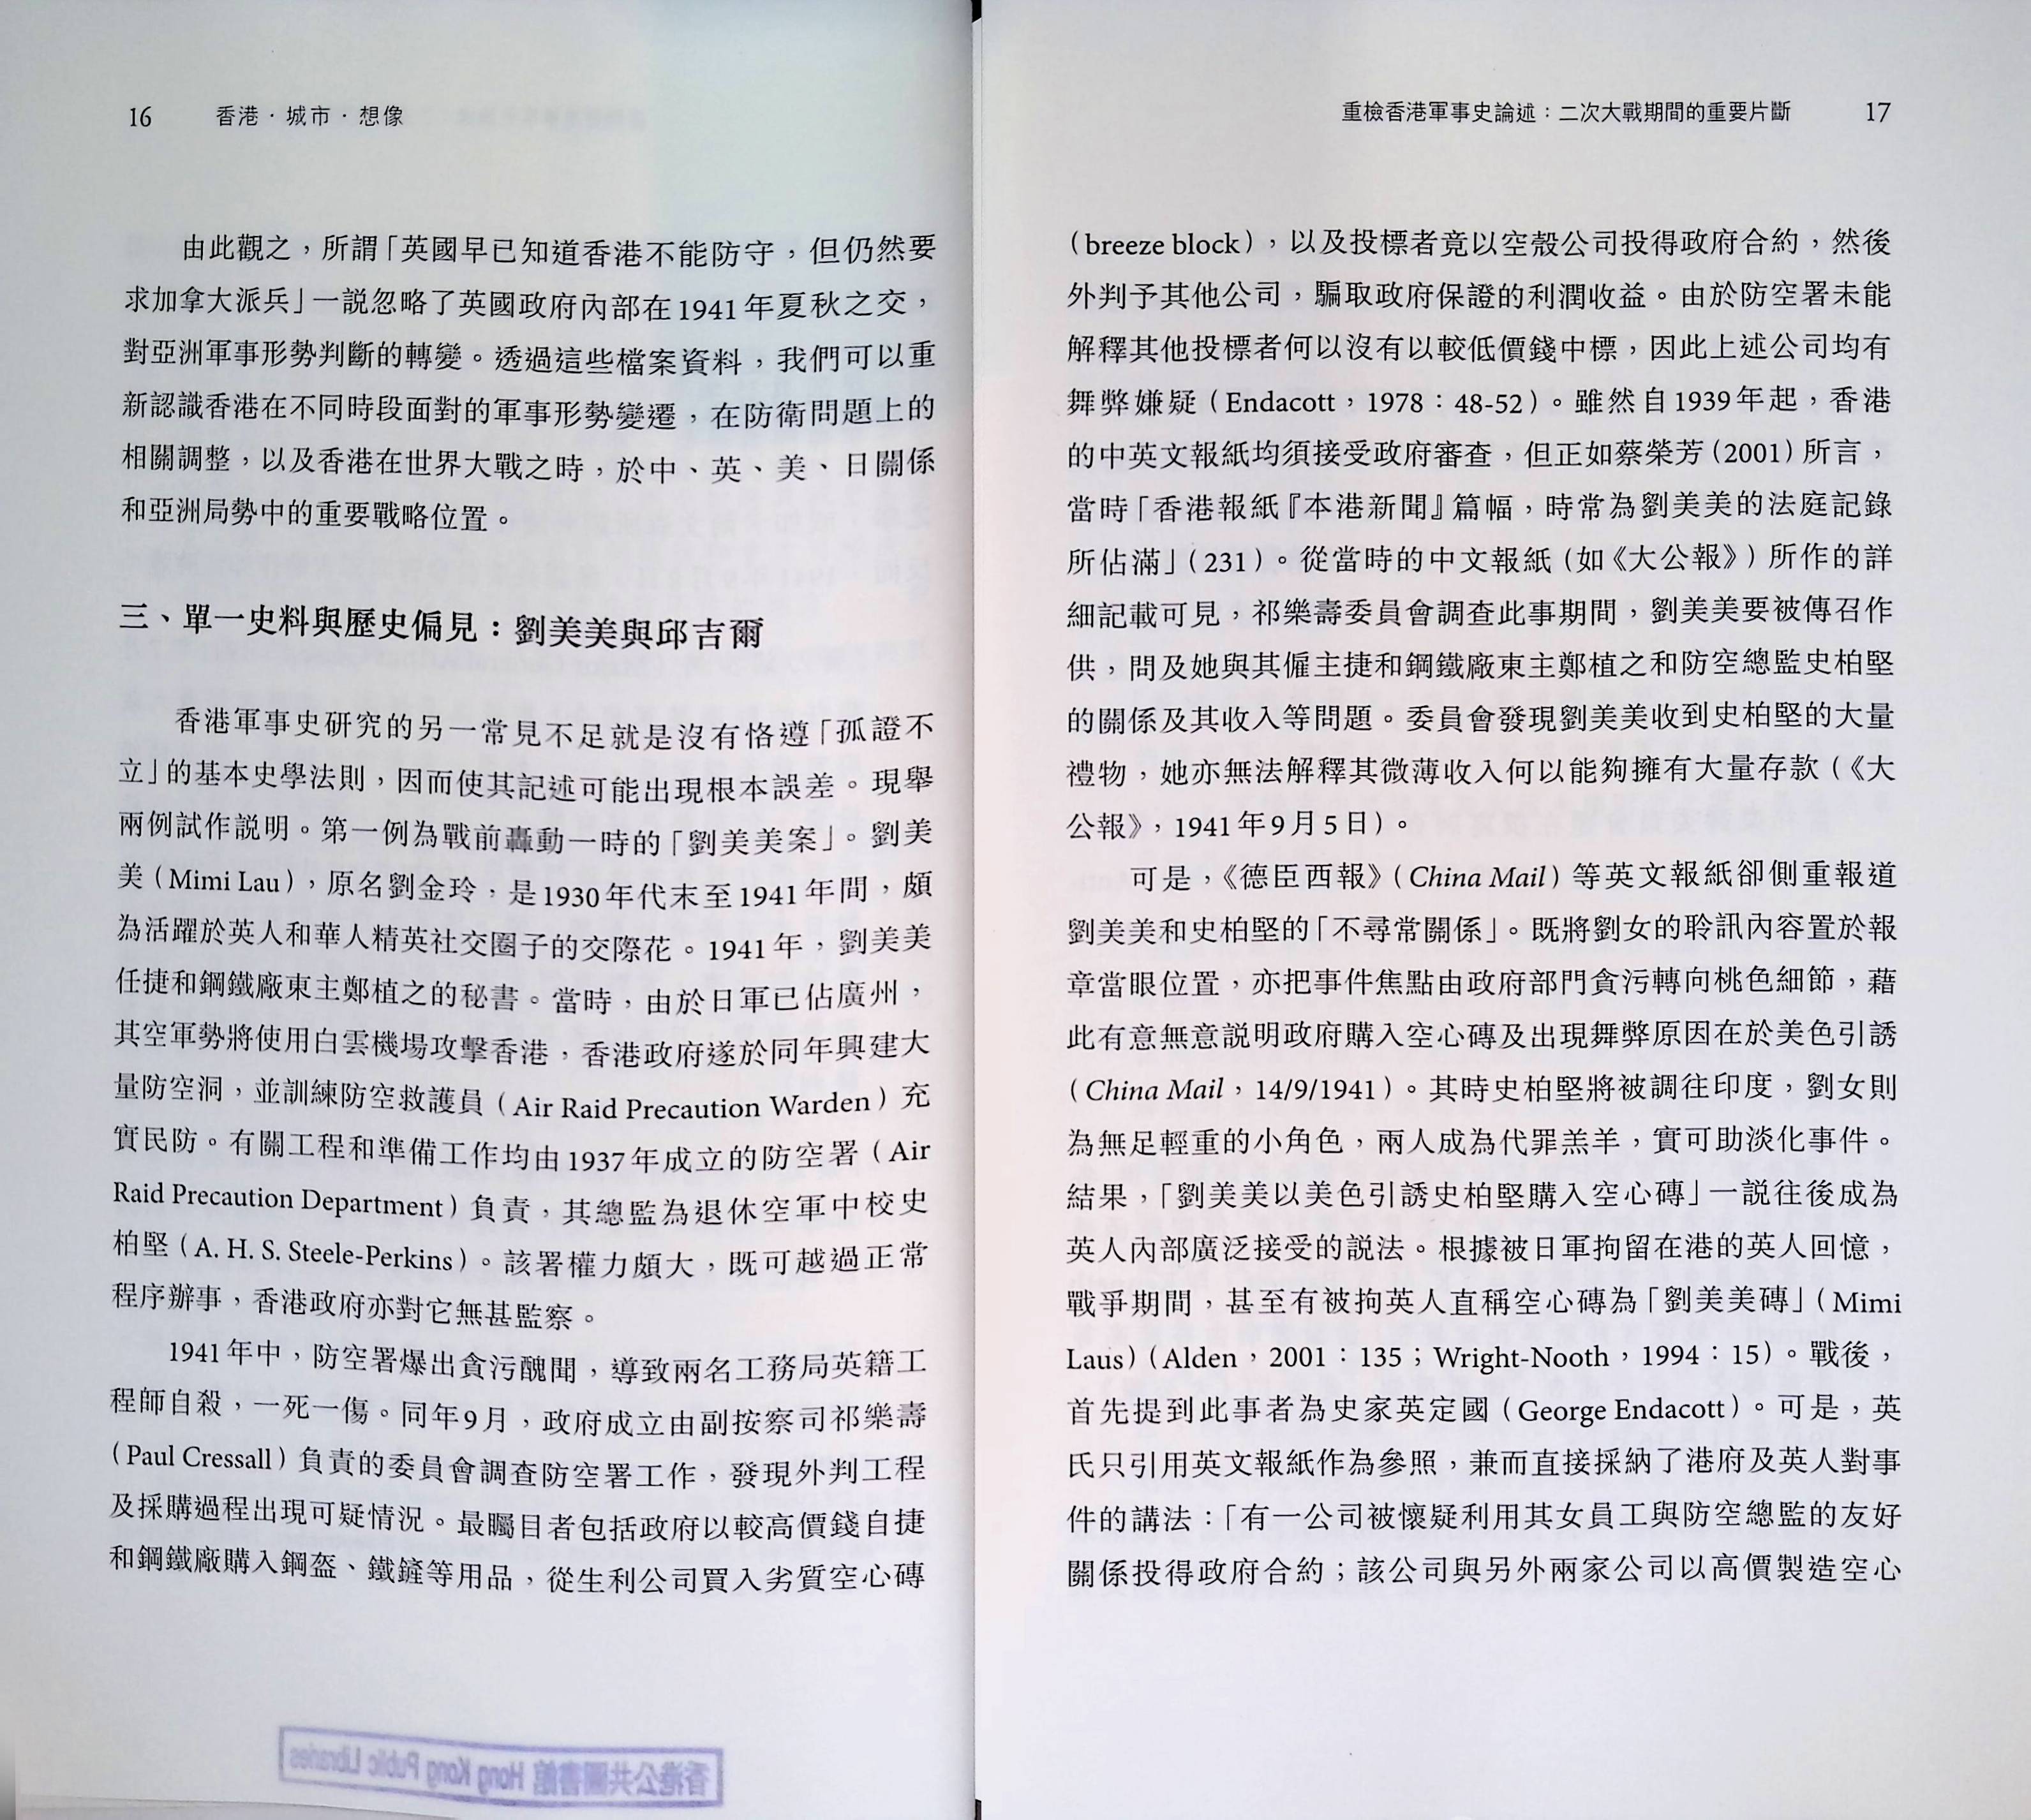 16 香港·城市·想像
由此觀之，所謂「英國早已知道香港不能防守，但仍然要
求加拿大派兵」一說忽略了英國政府內部在1941年夏秋之交，
對亞洲軍事形勢判斷的轉變。透過這些檔案資料，我們可以重
新認識香港在不同時段面對的軍事形勢變遷，在防衛問題上的
相關調整，以及香港在世界大戰之時，於中、英、美、日關係
和亞洲局勢中的重要戰略位置。
三、單一史料與歷史偏見：劉美美與邱吉爾
香港軍事史研究的另一常見不足就是沒有恪遵「孤證不
立」的基本史學法則，因而使其記述可能出現根本誤差。現舉
兩例試作說明。第一例為戰前轟動一時的「劉美美案」。劉美
美（Mimi Lau），原名劉金玲，是1930年代末至1941年間，頗
為活躍於英人和華人精英社交圈子的交際花。1941年，劉美美
任捷和鋼鐵廠東主鄭植之的秘書。當時，由於日軍已佔廣州，
其空軍勢將使用白雲機場攻擊香港，香港政府遂於同年興建大
量防空洞，並訓練防空救護員（Air Raid Precaution Warden）充
實民防。有關工程和準備工作均由1937年成立的防空署（Air
Raid Precaution Department）負責，其總監為退休空軍中校史
柏堅（A. H. S. Steele-Perkins）。該署權力頗大，既可越過正常
程序辦事，香港政府亦對它無甚監察。
1941年中，防空署爆出貪污醜聞，導致兩名工務局英籍工
程師自殺，一死一傷。同年9月，政府成立由副按察司祁樂壽
（Paul Cressall）負責的委員會調查防空署工作，發現外判工程
及採購過程出現可疑情況。最矚目者包括政府以較高價錢自捷
和鋼鐵廠購入鋼盔、鐵鏟等用品，從生利公司買入劣質空心磚
香港公共圖書館 Hong Kong Public Libraries
重檢香港軍事史論述：二次大戰期間的重要片斷 17
（breeze block），以及投標者竟以空殼公司投得政府合約，然後
外判予其他公司，騙取政府保證的利潤收益。由於防空署未能
解釋其他投標者何以沒有以較低價錢中標，因此上述公司均有
舞弊嫌疑（Endacott，1978：48-52）。雖然自1939年起，香港
的中英文報紙均須接受政府審查，但正如蔡榮芳（2001）所言，
當時「香港報紙『本港新聞』篇幅，時常為劉美美的法庭記錄
所佔滿」（231）。從當時的中文報紙（如《大公報》）所作的詳
細記載可見，祁樂壽委員會調查此事期間，劉美美要被傳召作
供，問及她與其僱主捷和鋼鐵廠東主鄭植之和防空總監史柏堅
的關係及其收入等問題。委員會發現劉美美收到史柏堅的大量
禮物，她亦無法解釋其微薄收入何以能夠擁有大量存款（《大
公報》，1941年9月5日）。
可是，《德臣西報》（China Mail）等英文報紙卻側重報道
劉美美和史柏堅的「不尋常關係」。既將劉女的聆訊內容置於報
章當眼位置，亦把事件焦點由政府部門貪污轉向桃色細節，藉
此有意無意說明政府購入空心磚及出現舞弊原因在於美色引誘
（China Mail，14/9/1941）。其時史柏堅將被調往印度，劉女則
為無足輕重的小角色，兩人成為代罪羔羊，實可助淡化事件。
結果，「劉美美以美色引誘史柏堅購入空心磚」一說往後成為
英人內部廣泛接受的說法。根據被日軍拘留在港的英人回憶，
戰爭期間，甚至有被拘英人直稱空心磚為「劉美美磚」（Mimi
Laus）（Alden，2001：135；Wright-Nooth，1994：15）。戰後，
首先提到此事者為史家英定國（George Endacott）。可是，英
氏只引用英文報紙作為參照，兼而直接採納了港府及英人對事
件的講法：「有一公司被懷疑利用其女員工與防空總監的友好
關係投得政府合約；該公司與另外兩家公司以高價製造空心